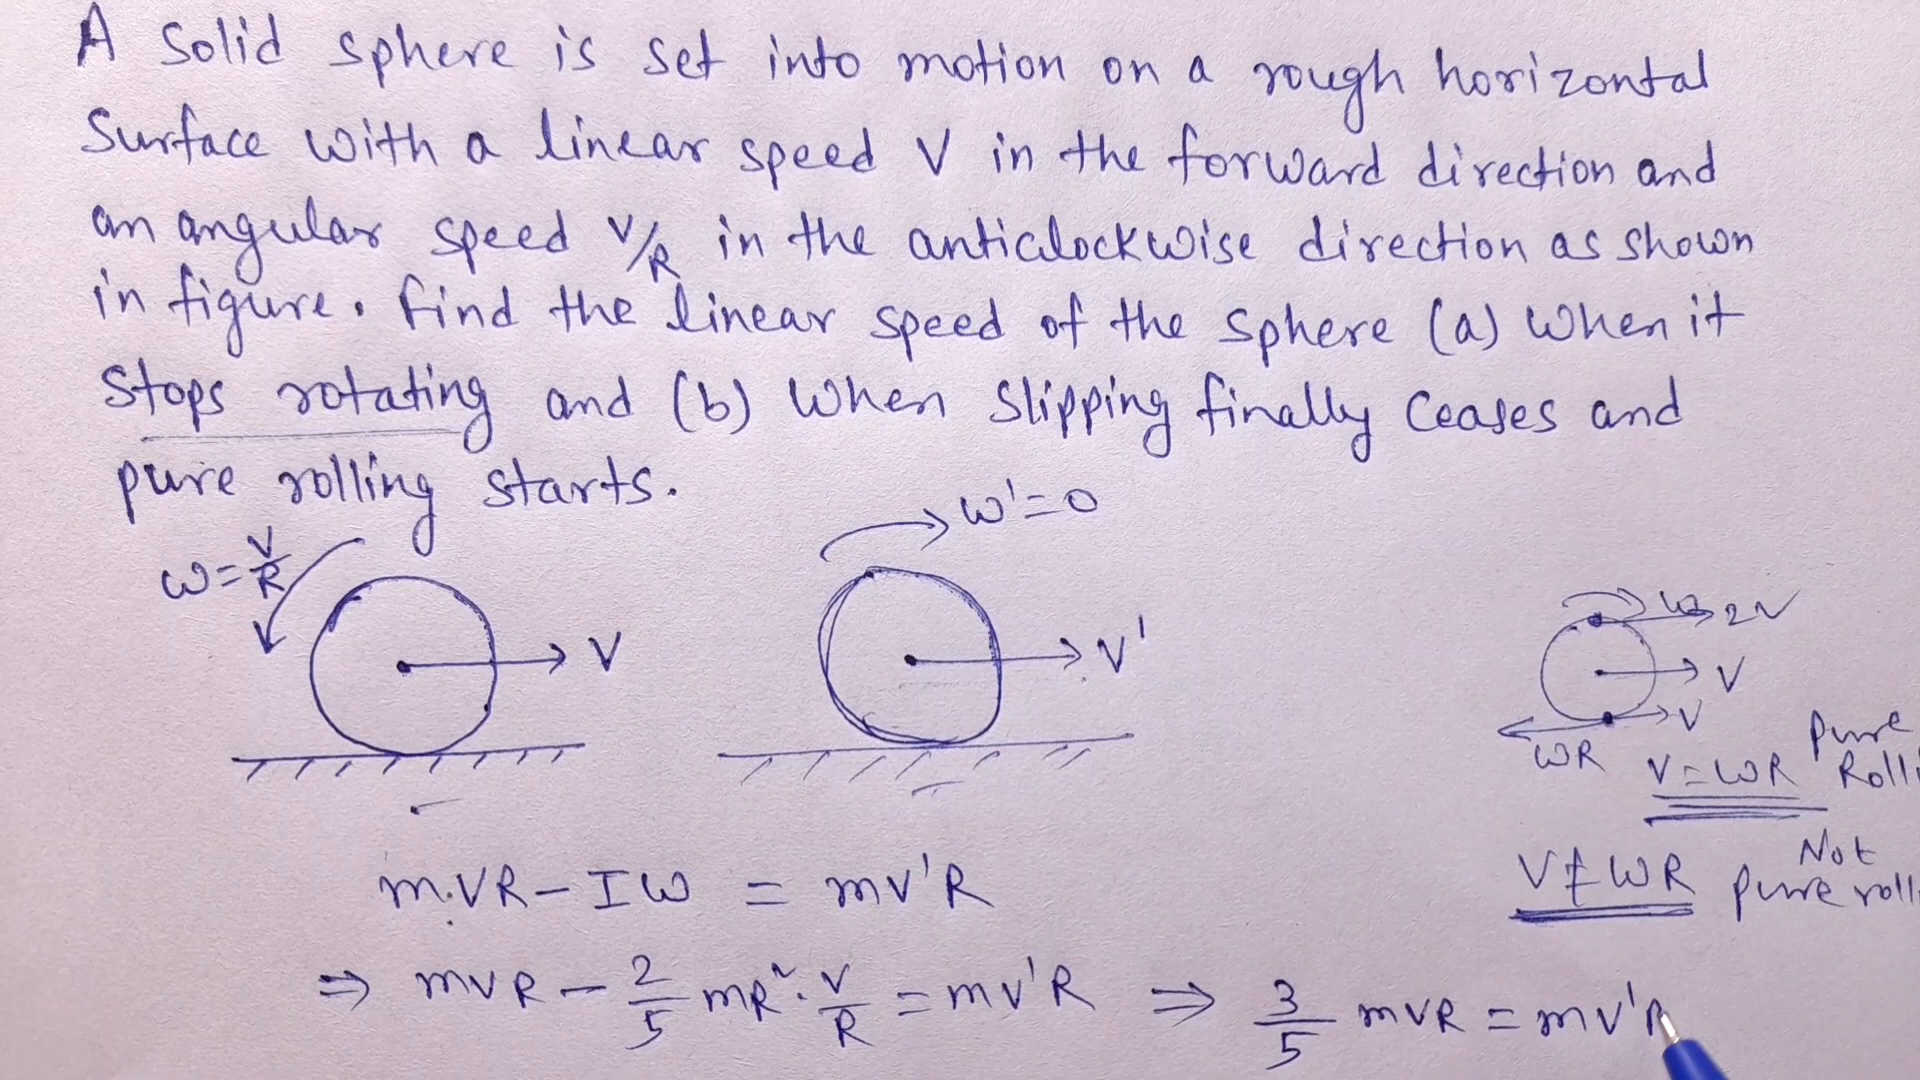 A solid sphere is set into motion on a rough horizontal
Surface with a linear speed V in the forward direction and
an angular speed V/R in the anticlockwise direction as shown
in figure. find the linear speed of the sphere (a) when it
stops rotating and (b) when slipping finally ceases and
pure rolling starts.
ω = V/R
V
ω' = 0
V'
2V
V
V
ωR
V = ωR Pure
V ≠ ωR Not
pure
m.VR - Iω = mv'R
⇒ mvR - 2/5 mR² . V/R = mv'R ⇒ 3/5 mvR = mv'R